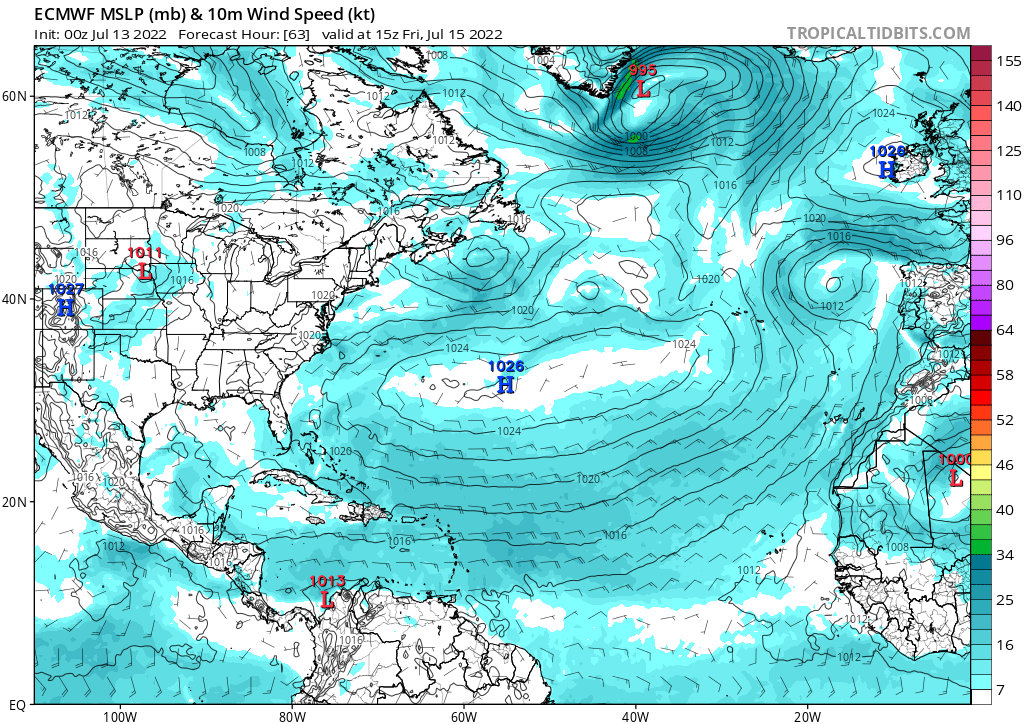 ECMWF MSLP (mb) & 10m Wind Speed (kt)
Init: 00z Jul 13 2022 Forecast Hour: [63] valid at 15z Fri, Jul 15 2022 TROPICALTIDBITS.COM
1008 1004 995 L 155
60N 1012 1012 1024 140
1012 1012 1000
1008 1012 1008 1012 1026 H 125
1016 110
1020 1016 1016 1020
1016 1011 L 1016 96
1020 1016 1020 1012 80
40N 1027 H 1020 1020 1012 64
1020 1024 1024 1012 58
1026 H 1008 52
1024
1020 1000 L 46
1016 1020 1020 40
20N
1016 1016 1016 34
1012 1008
1013 L 1012 25
1016 1012 16
1012
EQ 7
100W 80W 60W 40W 20W